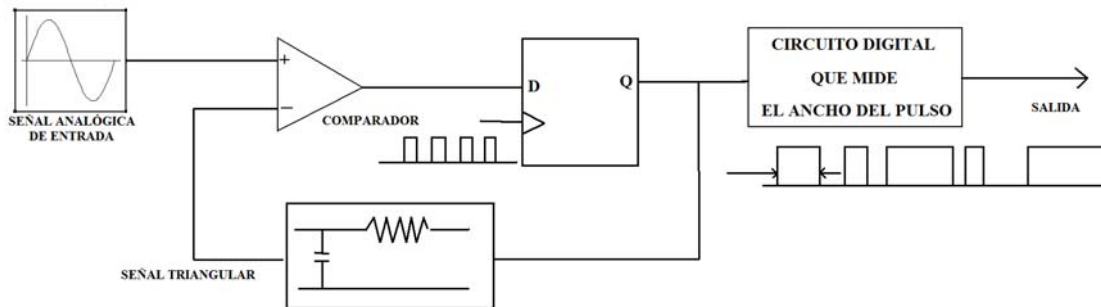 SEÑAL ANALÓGICA
DE ENTRADA
+
−
COMPARADOR
D
Q
CIRCUITO DIGITAL
QUE MIDE
EL ANCHO DEL PULSO
SALIDA
SEÑAL TRIANGULAR